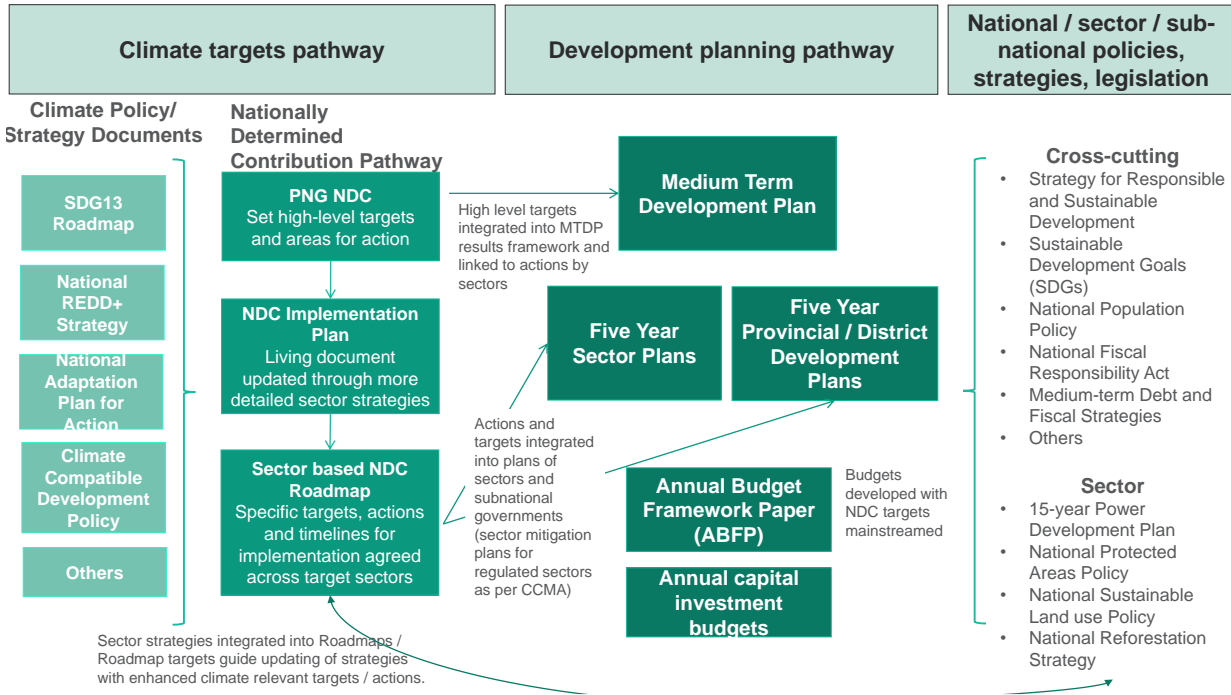 Climate targets pathway
Development planning pathway
National / sector / sub-
national policies,
strategies, legislation
Climate Policy/
Strategy Documents
SDG13
Roadmap
National
REDD+
Strategy
National
Adaptation
Plan for
Action
Climate
Compatible
Development
Policy
Others
Nationally
Determined
Contribution Pathway
PNG NDC
Set high-level targets
and areas for action
NDC Implementation
Plan
Living document
updated through more
detailed sector strategies
Sector based NDC
Roadmap
Specific targets, actions
and timelines for
implementation agreed
across target sectors
Sector strategies integrated into Roadmaps /
Roadmap targets guide updating of strategies
with enhanced climate relevant targets / actions.
High level targets
integrated into MTDP
results framework and
linked to actions by
sectors
Medium Term
Development Plan
Five Year
Sector Plans
Five Year
Provincial / District
Development
Plans
Actions and
targets integrated
into plans of
sectors and
subnational
governments
(sector mitigation
plans for
regulated sectors
as per CCMA)
Annual Budget
Framework Paper
(ABFP)
Annual capital
investment
budgets
Budgets
developed with
NDC targets
mainstreamed
Cross-cutting
• Strategy for Responsible
and Sustainable
Development
• Sustainable
Development Goals
(SDGs)
• National Population
Policy
• National Fiscal
Responsibility Act
• Medium-term Debt and
Fiscal Strategies
• Others
Sector
• 15-year Power
Development Plan
• National Protected
Areas Policy
• National Sustainable
Land use Policy
• National Reforestation
Strategy